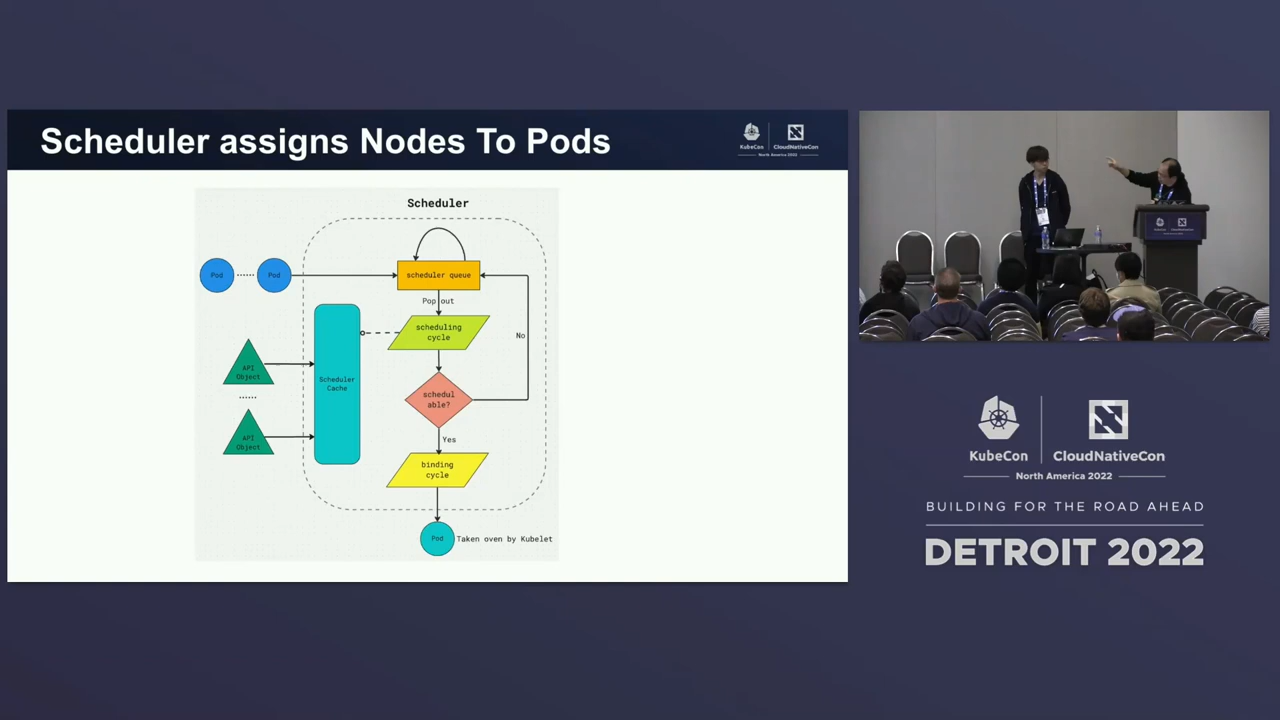 Scheduler assigns Nodes To Pods
KubeCon
CloudNativeCon
North America 2022
Scheduler
Pod
Pod
scheduler queue
Pop out
scheduling
cycle
No
API
Object
Scheduler
Cache
schedul
able?
API
Object
Yes
binding
cycle
Pod
Taken oven by Kubelet
KubeCon
CloudNativeCon
North America 2022
BUILDING FOR THE ROAD AHEAD
DETROIT 2022